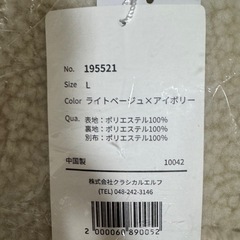 No. 195521
Size L
Color ライトベージュ×アイボリー
Qua. 表地：ポリエステル100%
裏地：ポリエステル100%
別布：ポリエステル100%
中国製 10042
株式会社クラシカルエルフ
(TEL) 048-242-3146
2 000060 890052